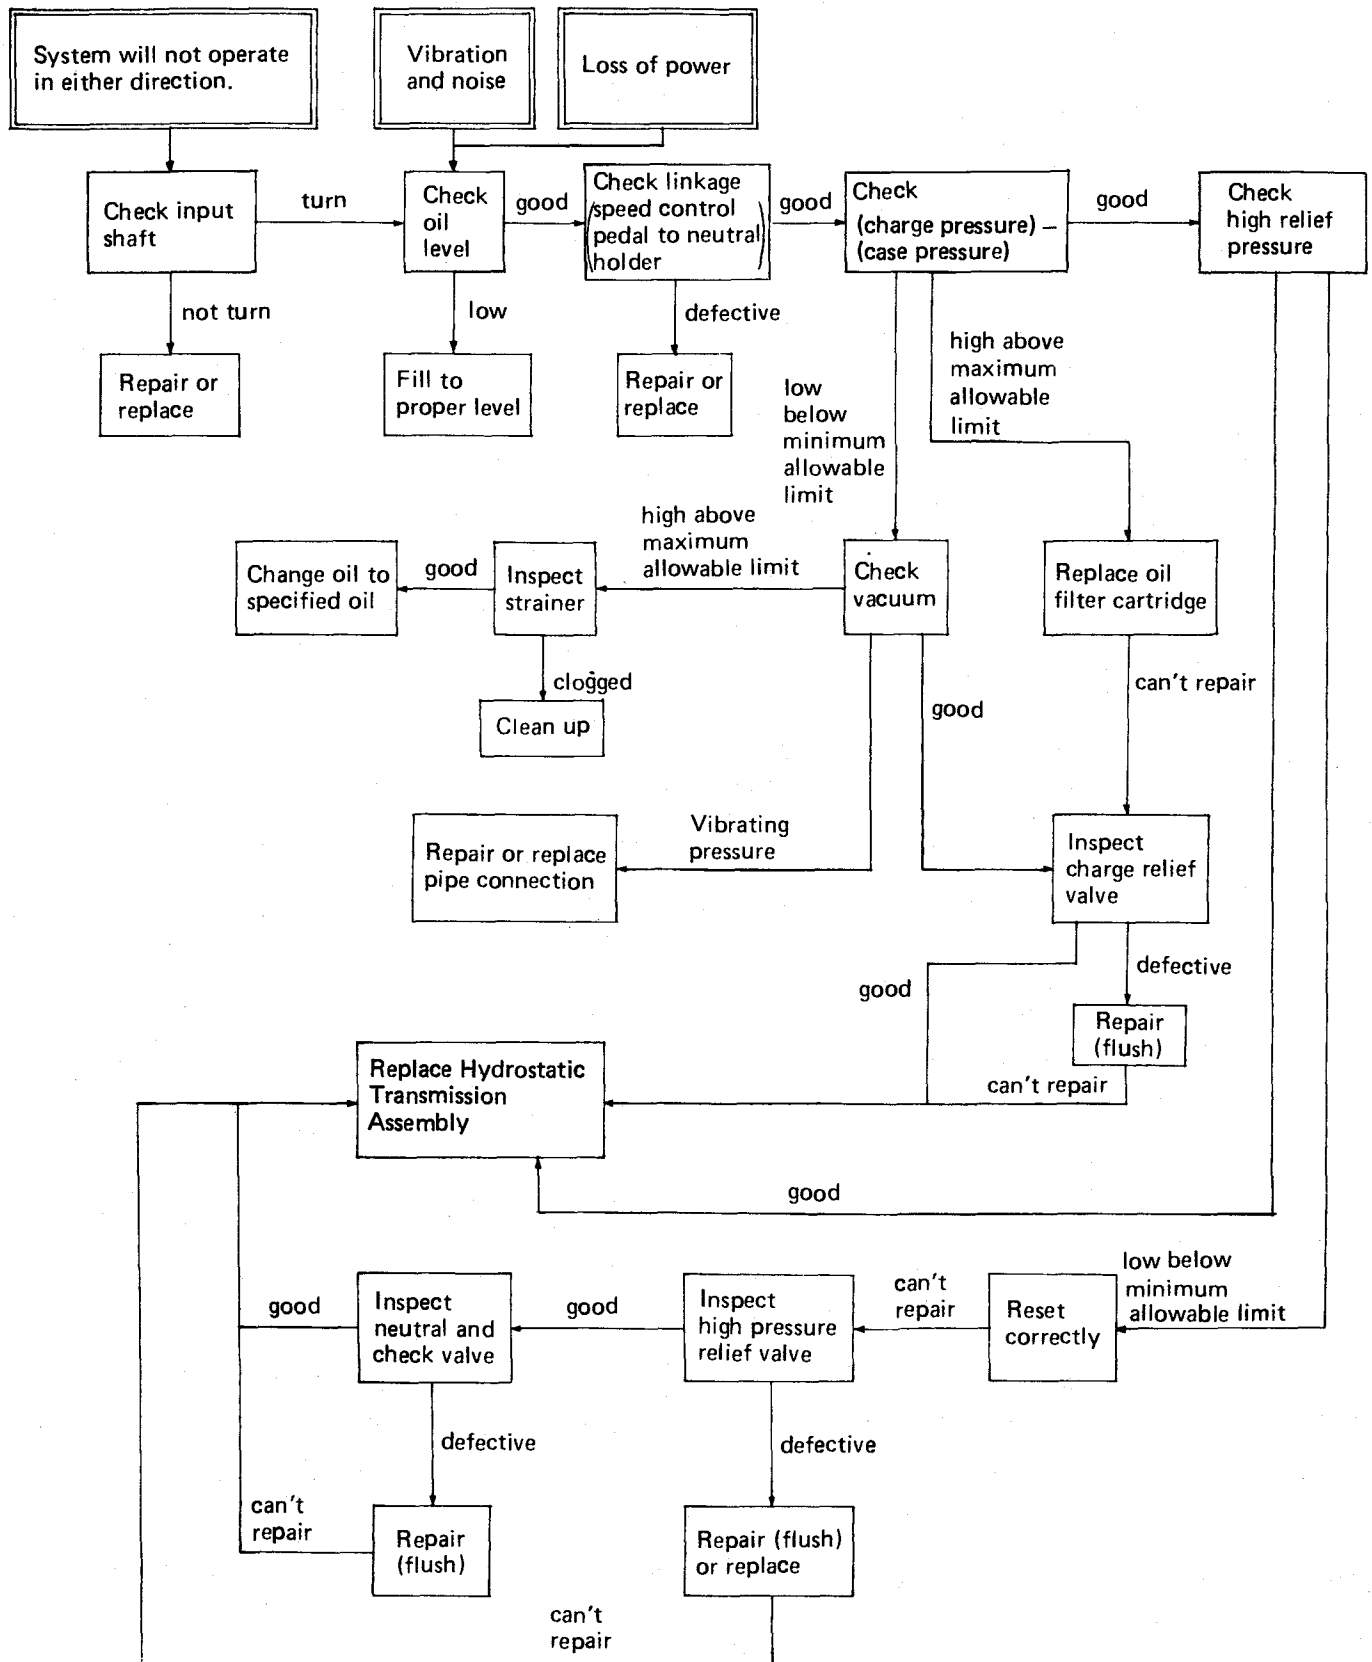 System will not operate
in either direction.
Vibration
and noise
Loss of power
Check input
shaft
turn
Check
oil
level
good
Check linkage
(speed control
pedal to neutral
holder)
good
Check
(charge pressure) –
(case pressure)
good
Check
high relief
pressure
not turn
low
defective
high above
maximum
allowable
limit
low
below
minimum
allowable
limit
Repair or
replace
Fill to
proper level
Repair or
replace
high above
maximum
allowable limit
Change oil to
specified oil
good
Inspect
strainer
Check
vacuum
Replace oil
filter cartridge
clogged
Clean up
good
can't repair
Repair or replace
pipe connection
Vibrating
pressure
Inspect
charge relief
valve
good
defective
Repair
(flush)
can't repair
Replace Hydrostatic
Transmission
Assembly
good
good
Inspect
neutral and
check valve
good
Inspect
high pressure
relief valve
can't
repair
Reset
correctly
low below
minimum
allowable limit
defective
defective
can't
repair
Repair
(flush)
Repair (flush)
or replace
can't
repair